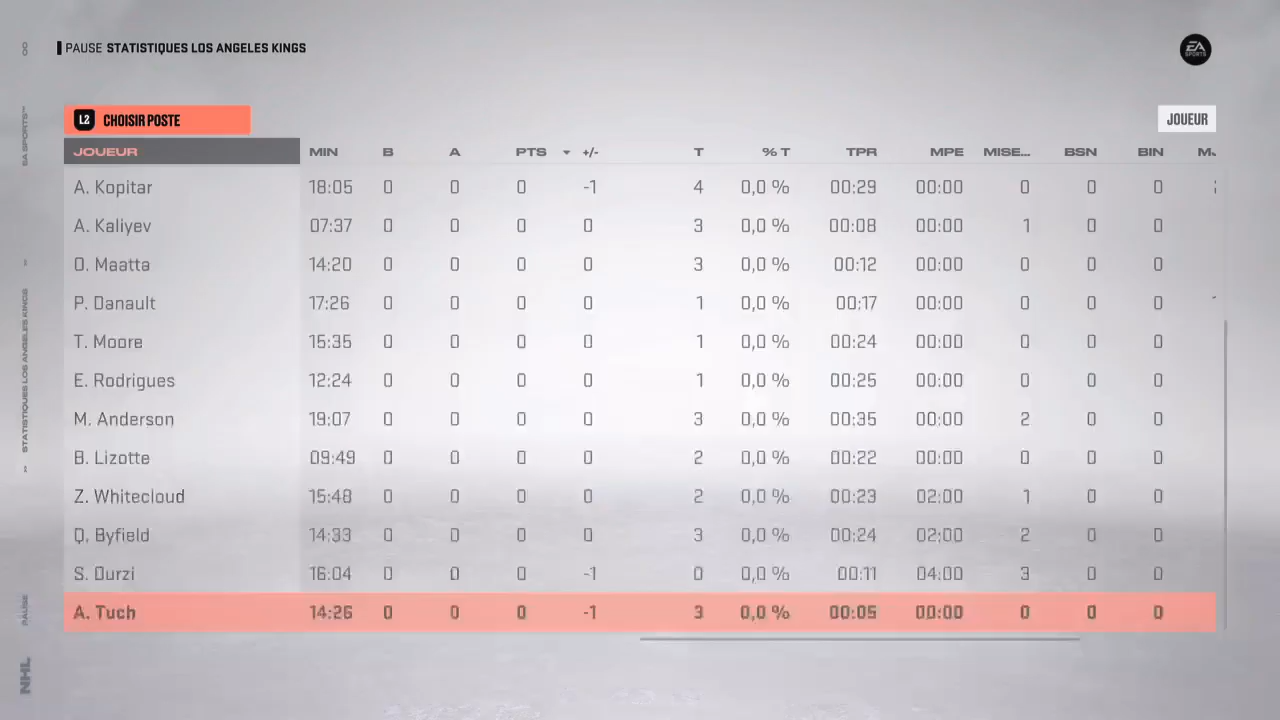 PAUSE STATISTIQUES LOS ANGELES KINGS
EA SPORTS
L2 CHOISIR POSTE
JOUEUR
JOUEUR MIN B A PTS +/- T % T TPR MPE MISE... BSN BIN
A. Kopitar 18:05 0 0 0 -1 4 0,0 % 00:29 00:00 0 0 0
A. Kaliyev 07:37 0 0 0 0 3 0,0 % 00:08 00:00 1 0 0
O. Maatta 14:20 0 0 0 0 3 0,0 % 00:12 00:00 0 0 0
P. Danault 17:26 0 0 0 0 1 0,0 % 00:17 00:00 0 0 0
T. Moore 15:35 0 0 0 0 1 0,0 % 00:24 00:00 0 0 0
E. Rodrigues 12:24 0 0 0 0 1 0,0 % 00:25 00:00 0 0 0
M. Anderson 19:07 0 0 0 0 3 0,0 % 00:35 00:00 2 0 0
B. Lizotte 09:49 0 0 0 0 2 0,0 % 00:22 00:00 0 0 0
Z. Whitecloud 15:48 0 0 0 0 2 0,0 % 00:23 02:00 1 0 0
Q. Byfield 14:33 0 0 0 0 3 0,0 % 00:24 02:00 2 0 0
S. Durzi 16:04 0 0 0 -1 0 0,0 % 00:11 04:00 3 0 0
A. Tuch 14:26 0 0 0 -1 3 0,0 % 00:05 00:00 0 0 0
EA SPORTS™
STATISTIQUES LOS ANGELES KINGS
PAUSE
NHL